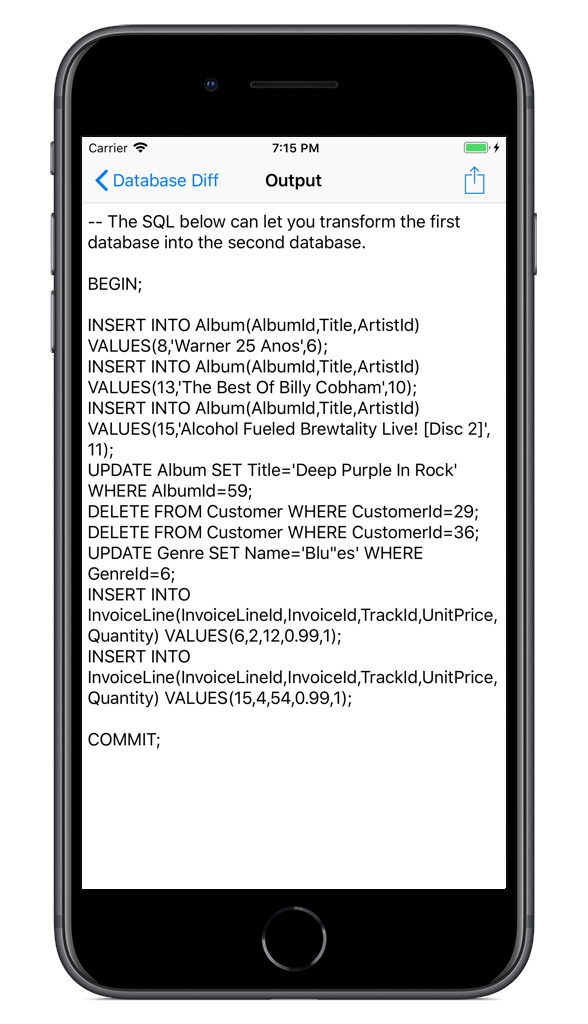 Carrier 7:15 PM
Database Diff Output
-- The SQL below can let you transform the first
database into the second database.
BEGIN;
INSERT INTO Album(AlbumId,Title,ArtistId)
VALUES(8,'Warner 25 Anos',6);
INSERT INTO Album(AlbumId,Title,ArtistId)
VALUES(13,'The Best Of Billy Cobham',10);
INSERT INTO Album(AlbumId,Title,ArtistId)
VALUES(15,'Alcohol Fueled Brewtality Live! [Disc 2]',
11);
UPDATE Album SET Title='Deep Purple In Rock'
WHERE AlbumId=59;
DELETE FROM Customer WHERE CustomerId=29;
DELETE FROM Customer WHERE CustomerId=36;
UPDATE Genre SET Name='Blu''es' WHERE
GenreId=6;
INSERT INTO
InvoiceLine(InvoiceLineId,InvoiceId,TrackId,UnitPrice,
Quantity) VALUES(6,2,12,0.99,1);
INSERT INTO
InvoiceLine(InvoiceLineId,InvoiceId,TrackId,UnitPrice,
Quantity) VALUES(15,4,54,0.99,1);
COMMIT;